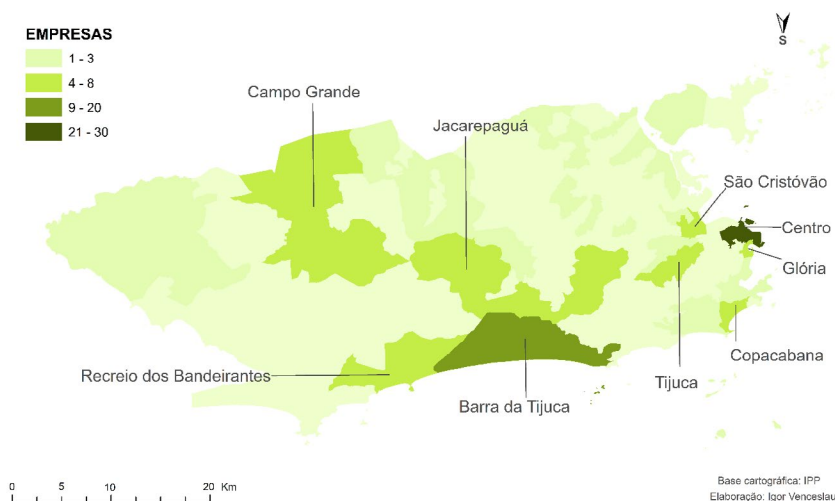 EMPRESAS
1 - 3
4 - 8
9 - 20
21 - 30
S
Campo Grande
Jacarepaguá
São Cristóvão
Centro
Glória
Copacabana
Tijuca
Recreio dos Bandeirantes
Barra da Tijuca
0 5 10 20 Km
Base cartográfica: IPP
Elaboração: Igor Venceslau